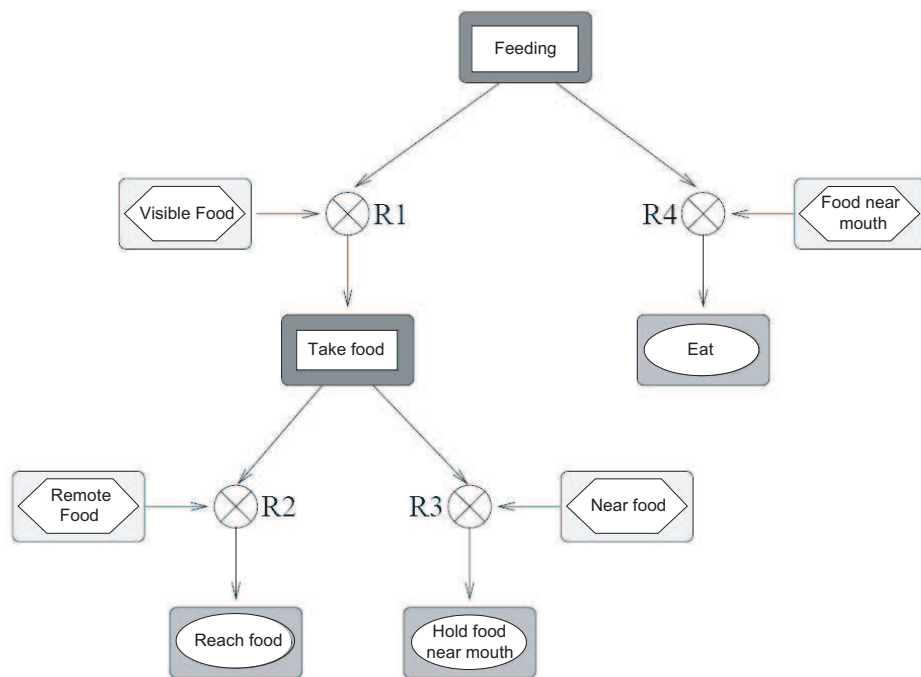 Feeding
Visible Food
R1
R4
Food near
mouth
Take food
Eat
Remote
Food
R2
R3
Near food
Reach food
Hold food
near mouth